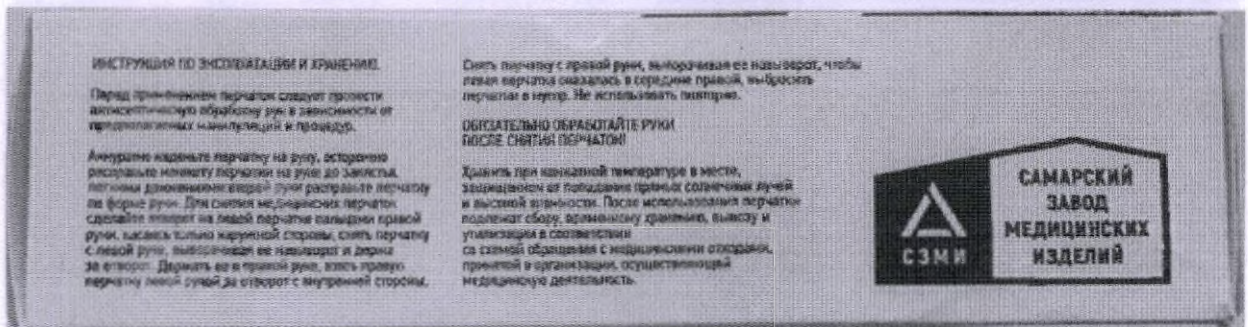 ИНСТРУКЦИЯ ПО ЭКСПЛУАТАЦИИ И ХРАНЕНИЮ.
Перед применением перчаток следует провести
антисептическую обработку рук в зависимости от
предполагаемых манипуляций и процедур.
Аккуратно наденьте перчатку на руку, осторожно
расправьте манжету перчатки на руке до запястья,
легкими движениями второй руки расправьте перчатку
по форме руки. Для снятия медицинских перчаток
сделайте отворот на левой перчатке пальцами правой
руки, касаясь только наружной стороны, снять перчатку
с левой руки, выворачивая ее наизнанку и держа
за отворот. Держать ее в правой руке, взять правую
перчатку левой рукой за отворот с внутренней стороны.
Снять перчатку с правой руки, выворачивая ее навыворот, чтобы
левая перчатка оказалась в середине правой, выбросить
перчатки в мусор. Не использовать повторно.
ОБЯЗАТЕЛЬНО ОБРАБОТАЙТЕ РУКИ
ПОСЛЕ СНЯТИЯ ПЕРЧАТОК!
Хранить при комнатной температуре в месте,
защищенном от попадания прямых солнечных лучей
и высокой влажности. После использования перчатки
подлежат сбору, временному хранению, вывозу и
утилизации в соответствии
со схемой обращения с медицинскими отходами,
принятой в организации, осуществляющей
медицинскую деятельность.
СЗМИ
САМАРСКИЙ
ЗАВОД
МЕДИЦИНСКИХ
ИЗДЕЛИЙ